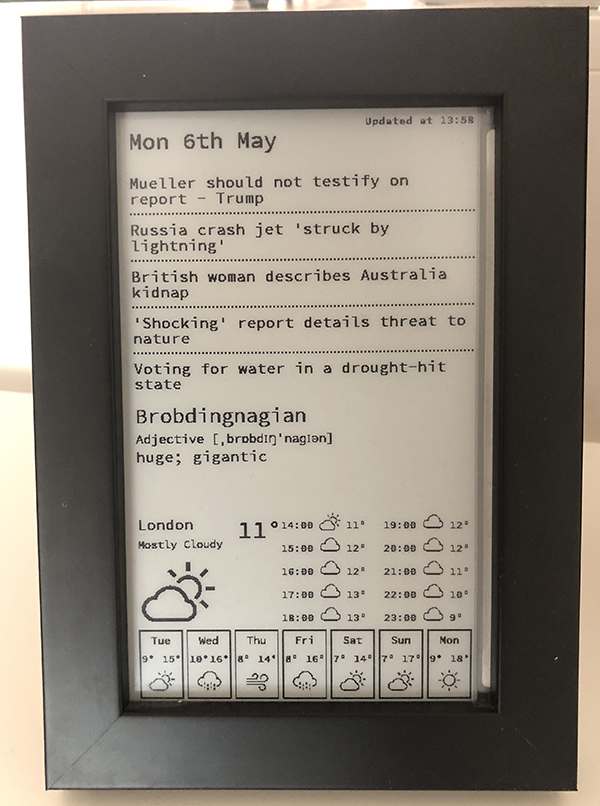 Updated at 13:58
Mon 6th May
Mueller should not testify on
report - Trump
Russia crash jet 'struck by
lightning'
British woman describes Australia
kidnap
'Shocking' report details threat to
nature
Voting for water in a drought-hit
state
Brobdingnagian
Adjective [ˌbrɒbdɪŋˈnaɡɪən]
huge; gigantic
London
Mostly Cloudy
11°
14:00 11° 19:00 12°
15:00 12° 20:00 12°
16:00 12° 21:00 11°
17:00 13° 22:00 10°
18:00 13° 23:00 9°
Tue Wed Thu Fri Sat Sun Mon
9° 15° 10°16° 8° 14° 8° 16° 7° 14° 7° 17° 9° 18°